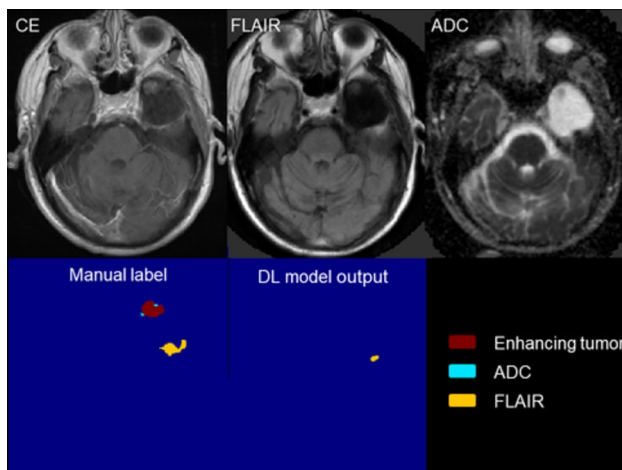 CE FLAIR ADC
Manual label DL model output
Enhancing tumor
ADC
FLAIR